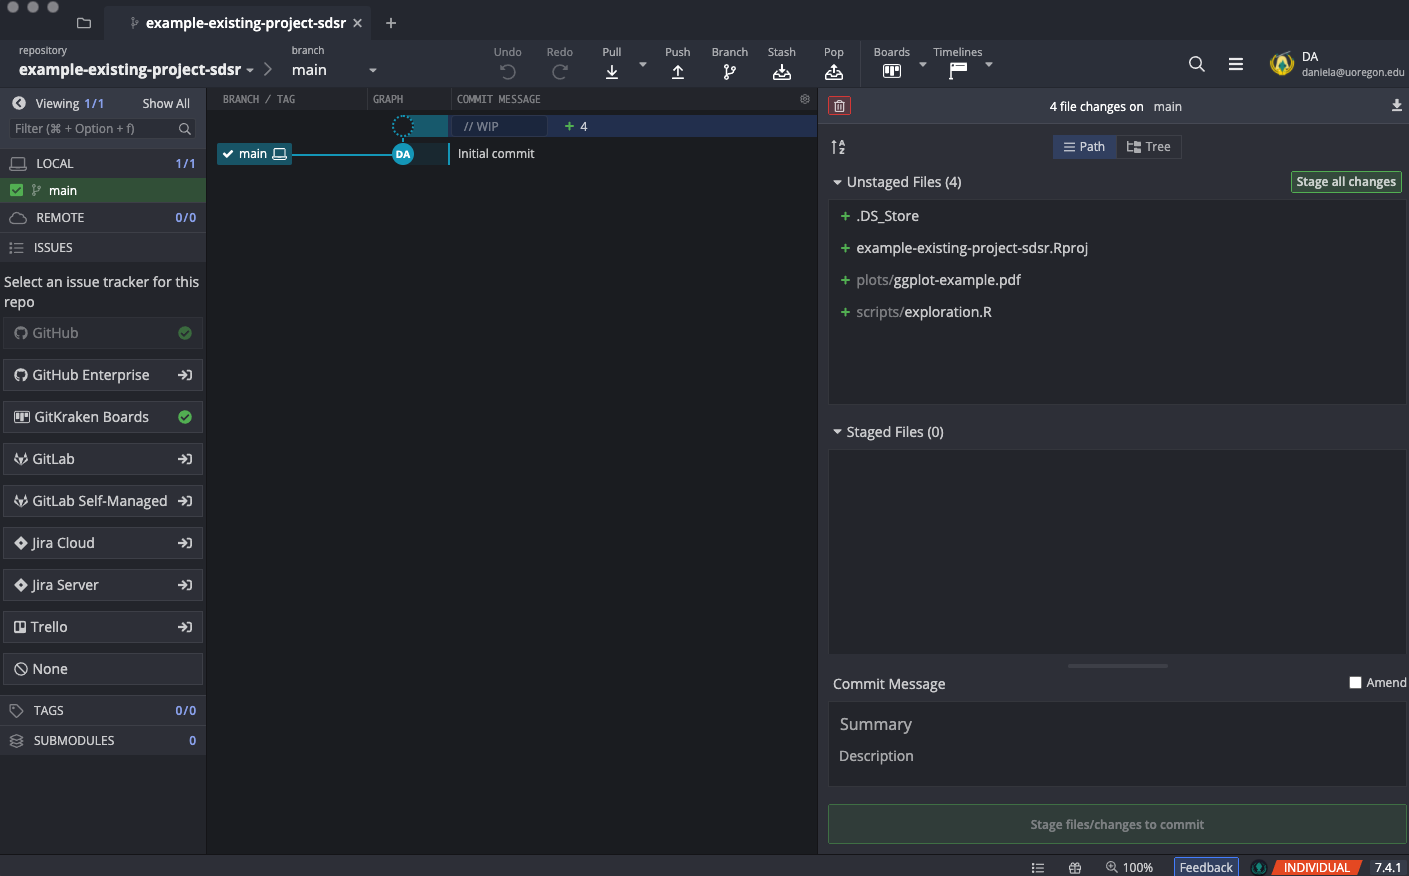 example-existing-project-sdsr
repository
example-existing-project-sdsr
branch
main
Undo
Redo
Pull
Push
Branch
Stash
Pop
Boards
Timelines
DA
daniela@uoregon.edu
Viewing 1/1
Show All
Filter (⌘ + Option + f)
LOCAL 1/1
main
REMOTE 0/0
ISSUES
Select an issue tracker for this
repo
GitHub
GitHub Enterprise
GitKraken Boards
GitLab
GitLab Self-Managed
Jira Cloud
Jira Server
Trello
None
TAGS 0/0
SUBMODULES 0
BRANCH / TAG
GRAPH
COMMIT MESSAGE
// WIP
+ 4
main
DA
Initial commit
4 file changes on main
Path
Tree
Unstaged Files (4)
Stage all changes
+ .DS_Store
+ example-existing-project-sdsr.Rproj
+ plots/ggplot-example.pdf
+ scripts/exploration.R
Staged Files (0)
Commit Message
Amend
Summary
Description
Stage files/changes to commit
100%
Feedback
INDIVIDUAL
7.4.1